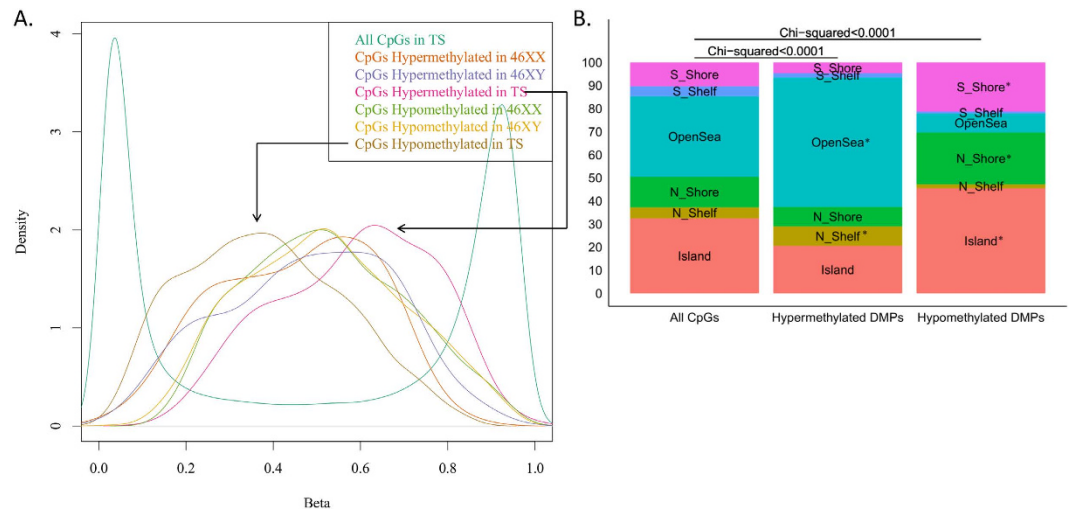 A.
4
3
2
1
0
Density
All CpGs in TS
CpGs Hypermethylated in 46XX
CpGs Hypermethylated in 46XY
CpGs Hypermethylated in TS
CpGs Hypomethylated in 46XX
CpGs Hypomethylated in 46XY
CpGs Hypomethylated in TS
0.0 0.2 0.4 0.6 0.8 1.0
Beta
B.
Chi-squared<0.0001
Chi-squared<0.0001
100
90
80
70
60
50
40
30
20
10
0
S_Shore
S_Shelf
OpenSea
N_Shore
N_Shelf
Island
S_Shore
S_Shelf
OpenSea*
N_Shore
N_Shelf*
Island
S_Shore*
S_Shelf
OpenSea
N_Shore*
N_Shelf
Island*
All CpGs Hypermethylated DMPs Hypomethylated DMPs